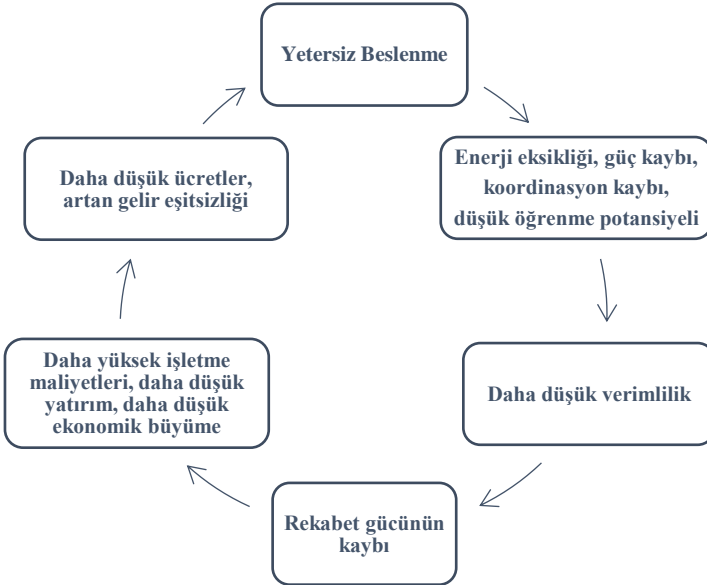 Yetersiz Beslenme
Enerji eksikliği, güç kaybı,
koordinasyon kaybı,
düşük öğrenme potansiyeli
Daha düşük verimlilik
Rekabet gücünün
kaybı
Daha yüksek işletme
maliyetleri, daha düşük
yatırım, daha düşük
ekonomik büyüme
Daha düşük ücretler,
artan gelir eşitsizliği